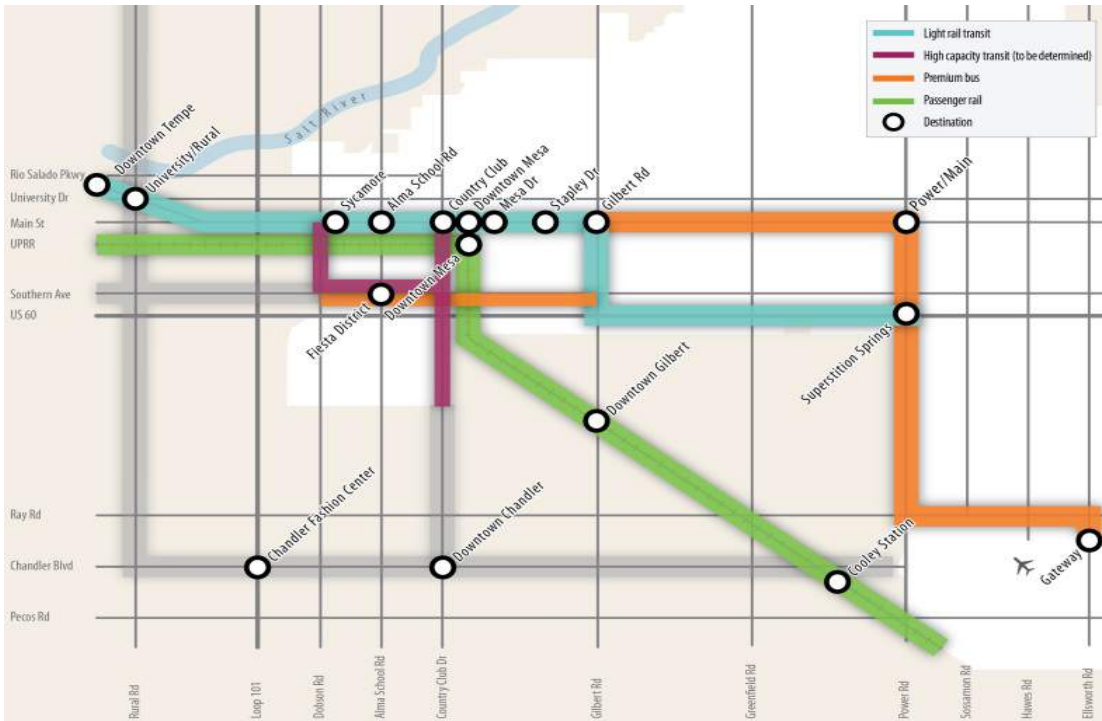 Light rail transit
High capacity transit (to be determined)
Premium bus
Passenger rail
Destination
Salt River
Downtown Tempe
University/Rural
Sycamore
Alma School Rd
Country Club
Downtown Mesa
Mesa Dr
Stapley Dr
Gilbert Rd
Power/Main
Rio Salado Pkwy
University Dr
Main St
UPRR
Southern Ave
US 60
Fiesta District
Downtown Mesa
Superstition Springs
Downtown Gilbert
Chandler Fashion Center
Downtown Chandler
Cooley Station
Gateway
Ray Rd
Chandler Blvd
Pecos Rd
Rural Rd
Loop 101
Dobson Rd
Alma School Rd
Country Club Dr
Gilbert Rd
Greenfield Rd
Power Rd
Sossamon Rd
Hawes Rd
Ellsworth Rd